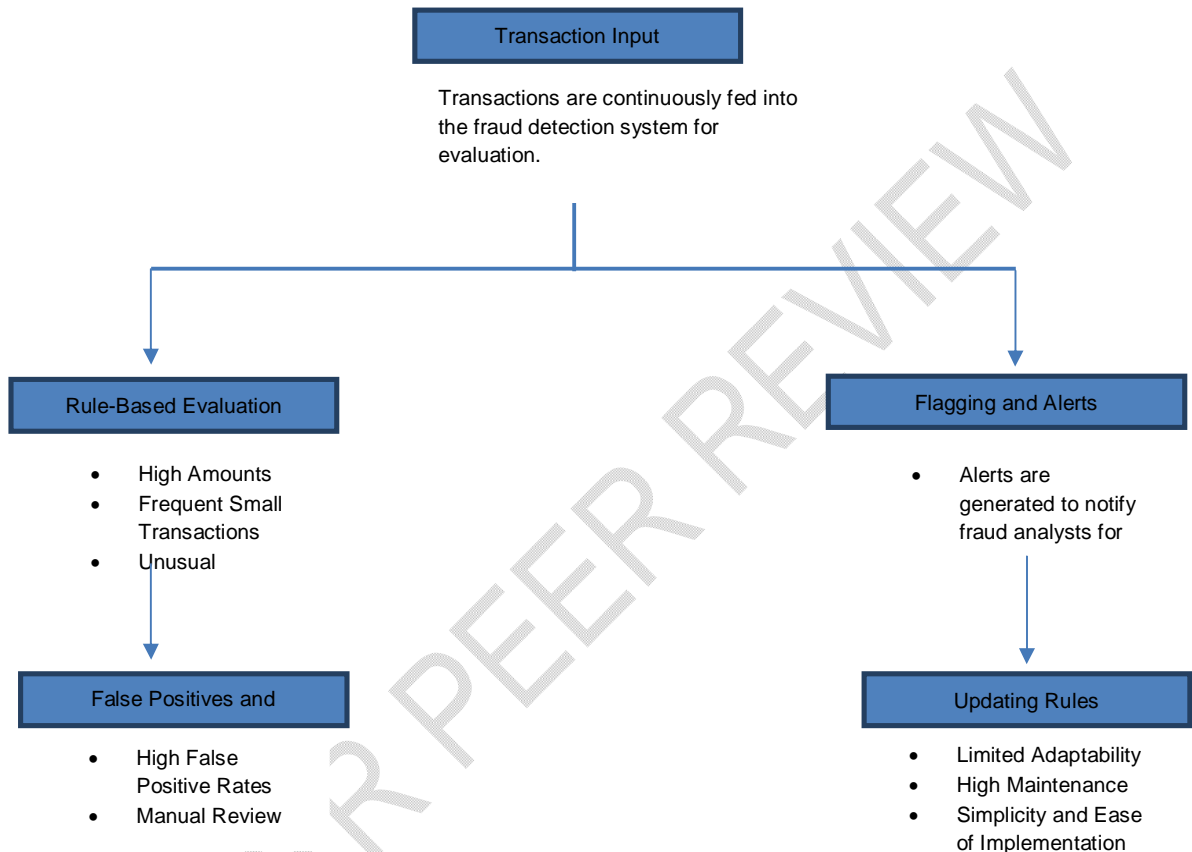 Transaction Input
Transactions are continuously fed into
the fraud detection system for
evaluation.
Rule-Based Evaluation
• High Amounts
• Frequent Small
Transactions
• Unusual
Flagging and Alerts
• Alerts are
generated to notify
fraud analysts for
False Positives and
• High False
Positive Rates
• Manual Review
Updating Rules
• Limited Adaptability
• High Maintenance
• Simplicity and Ease
of Implementation
R PEER REVIEW